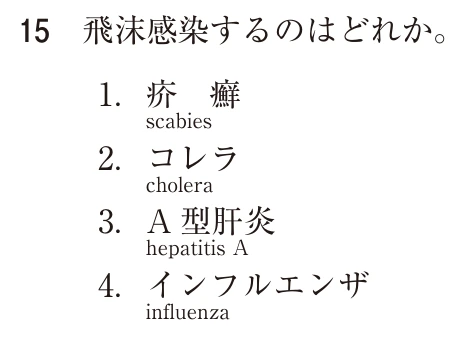 15 飛沫感染するのはどれか。
1. 疥　癬
scabies
2. コレラ
cholera
3. A 型肝炎
hepatitis A
4. インフルエンザ
influenza